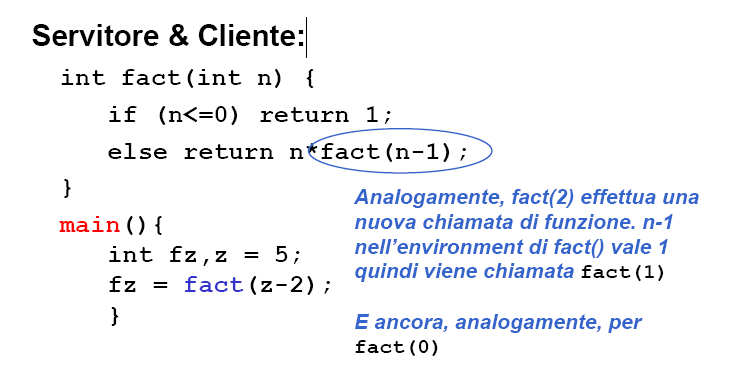 Servitore & Cliente:
int fact(int n) {
if (n<=0) return 1;
else return n*fact(n-1);
}
main(){
int fz,z = 5;
fz = fact(z-2);
}
Analogamente, fact(2) effettua una
nuova chiamata di funzione. n-1
nell'environment di fact() vale 1
quindi viene chiamata fact(1)
E ancora, analogamente, per
fact(0)